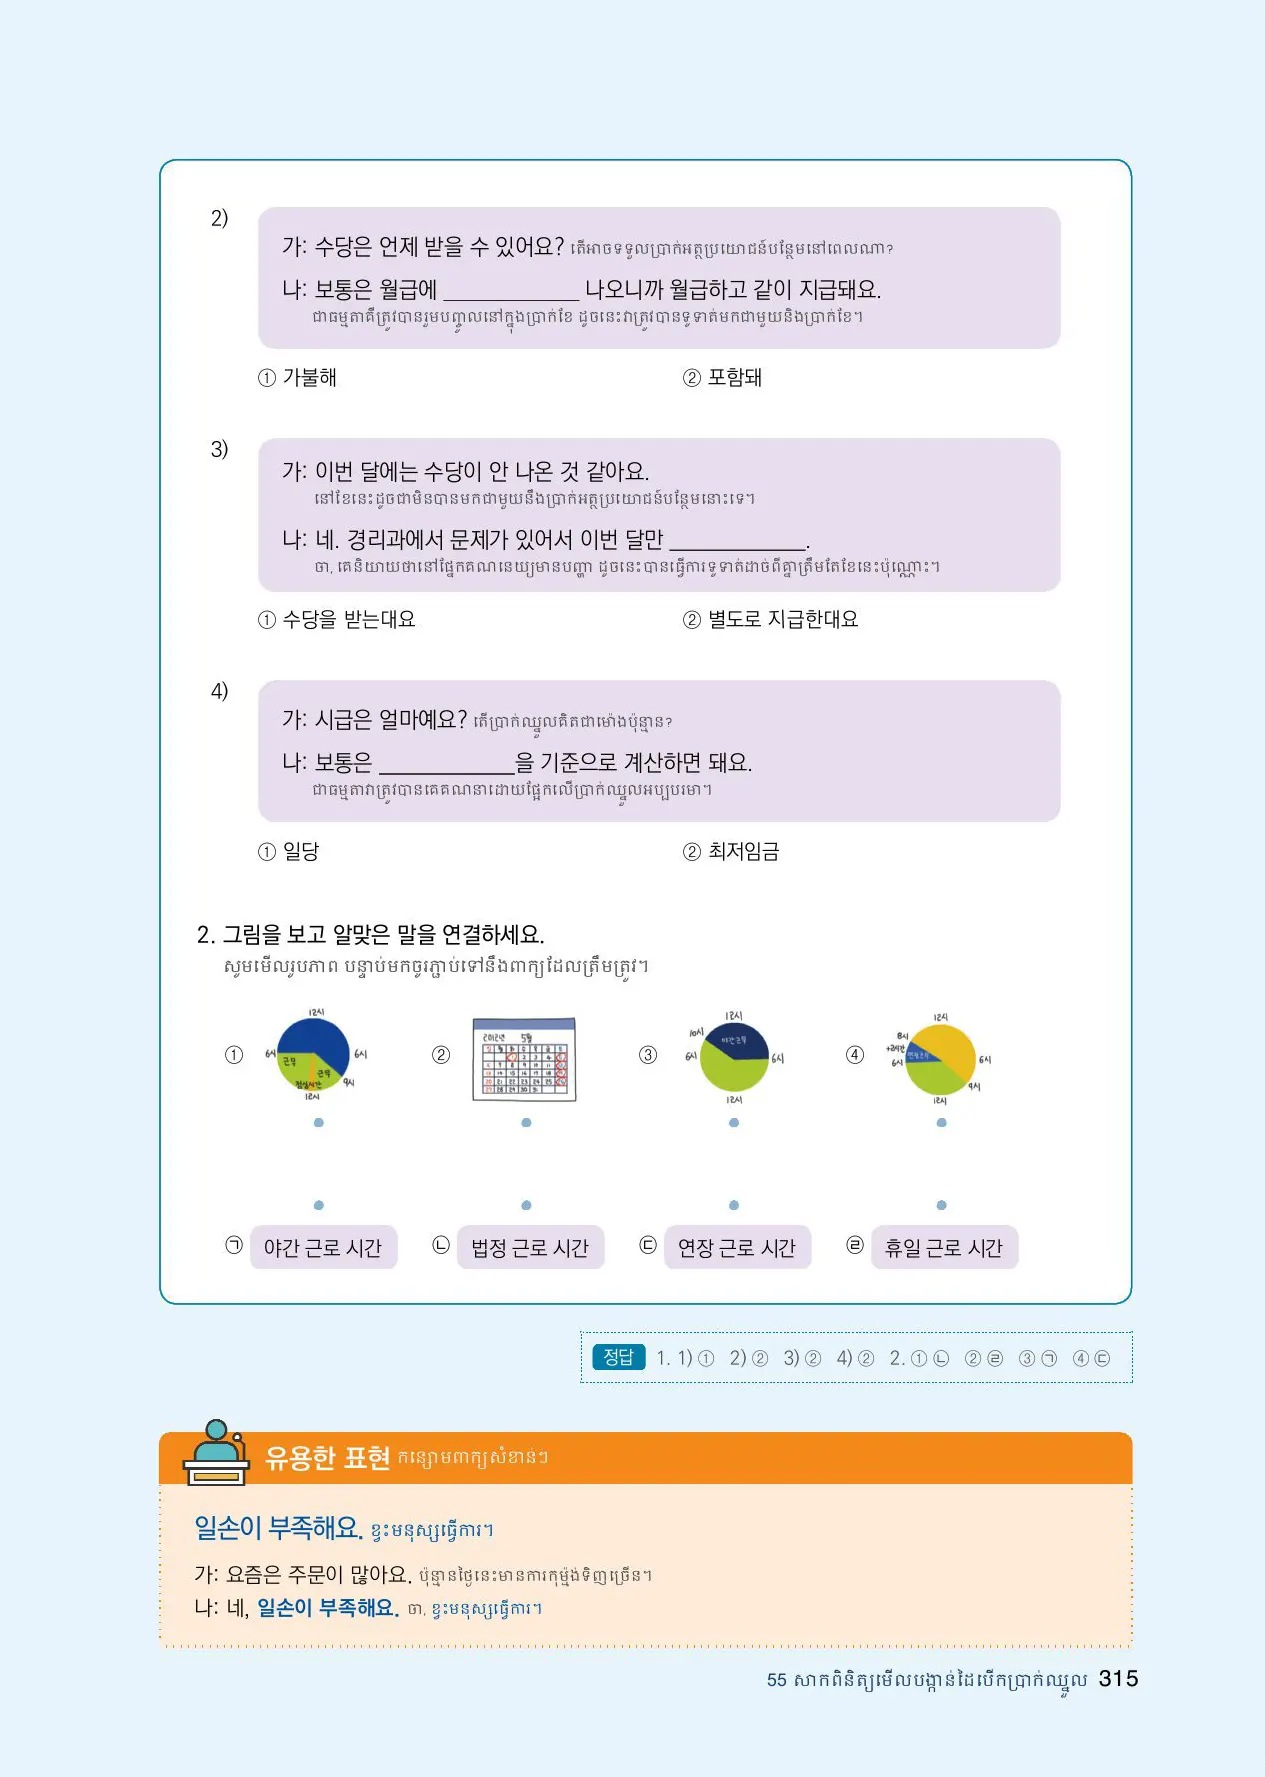 2)
가: 수당은 언제 받을 수 있어요? តើអាចទទួលប្រាក់អត្ថប្រយោជន៍បន្ថែមនៅពេលណា?
나: 보통은 월급에 ____________ 나오니까 월급하고 같이 지급돼요.
ជាធម្មតាគឺត្រូវបានរួមបញ្ចូលនៅក្នុងប្រាក់ខែ ដូចនេះវាត្រូវបានទូទាត់មកជាមួយនិងប្រាក់ខែ។
① 가불해 ② 포함돼
3)
가: 이번 달에는 수당이 안 나온 것 같아요.
នៅខែនេះដូចជាមិនបានមកជាមួយនឹងប្រាក់អត្ថប្រយោជន៍បន្ថែមនោះទេ។
나: 네. 경리과에서 문제가 있어서 이번 달만 ____________.
ចា, គេនិយាយថានៅផ្នែកគណនេយ្យមានបញ្ហា ដូចនេះបានធ្វើការទូទាត់ដាច់ពីគ្នាត្រឹមតែខែនេះប៉ុណ្ណោះ។
① 수당을 받는대요 ② 별도로 지급한대요
4)
가: 시급은 얼마예요? តើប្រាក់ឈ្នួលគិតជាម៉ោងប៉ុន្មាន?
나: 보통은 ____________을 기준으로 계산하면 돼요.
ជាធម្មតាវាត្រូវបានគេគណនាដោយផ្អែកលើប្រាក់ឈ្នួលអប្បបរមា។
① 일당 ② 최저임금
2. 그림을 보고 알맞은 말을 연결하세요.
សូមមើលរូបភាព បន្ទាប់មកចូរភ្ជាប់ទៅនឹងពាក្យដែលត្រឹមត្រូវ។
① 12시 6시 6시 근무 근무 점심시간 9시 12시
② 2012년 5월
③ 12시 10시 야간근무 6시 6시 12시
④ 12시 8시 +2시간 연장근무 6시 6시 9시 12시
㉠ 야간 근로 시간 ㉡ 법정 근로 시간 ㉢ 연장 근로 시간 ㉣ 휴일 근로 시간
정답 1. 1) ① 2) ② 3) ② 4) ② 2. ① ㉡ ② ㉣ ③ ㉠ ④ ㉢
유용한 표현 កន្សោមពាក្យសំខាន់ៗ
일손이 부족해요. ខ្វះមនុស្សធ្វើការ។
가: 요즘은 주문이 많아요. ប៉ុន្មានថ្ងៃនេះមានការកុម្ម៉ង់ទិញច្រើន។
나: 네, 일손이 부족해요. ចា, ខ្វះមនុស្សធ្វើការ។
55 សាកពិនិត្យមើលបង្កាន់ដៃបើកប្រាក់ឈ្នួល 315